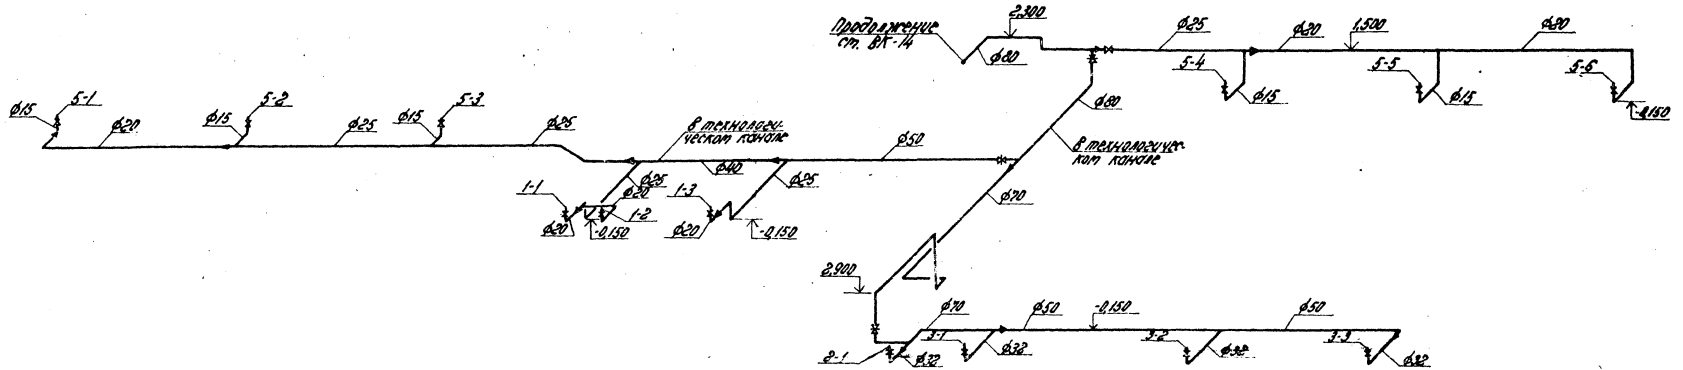 Продолжение
ст. ВК-14
2,300
ф80
ф25
ф20
1,500
ф80
5-4
ф15
5-5
ф15
5-6
-0,150
ф80
в технологичес-
ком канале
ф15
5-1
ф20
ф15
5-2
ф25
ф15
5-3
ф25
в технологи-
ческом канале
ф50
ф40
ф25
ф25
1-1
ф20
1-2
ф20
-0,150
1-3
ф20
-0,150
ф70
2,900
ф70
ф50
-0,150
ф50
2-1
ф32
3-1
ф32
3-2
ф32
3-3
ф32